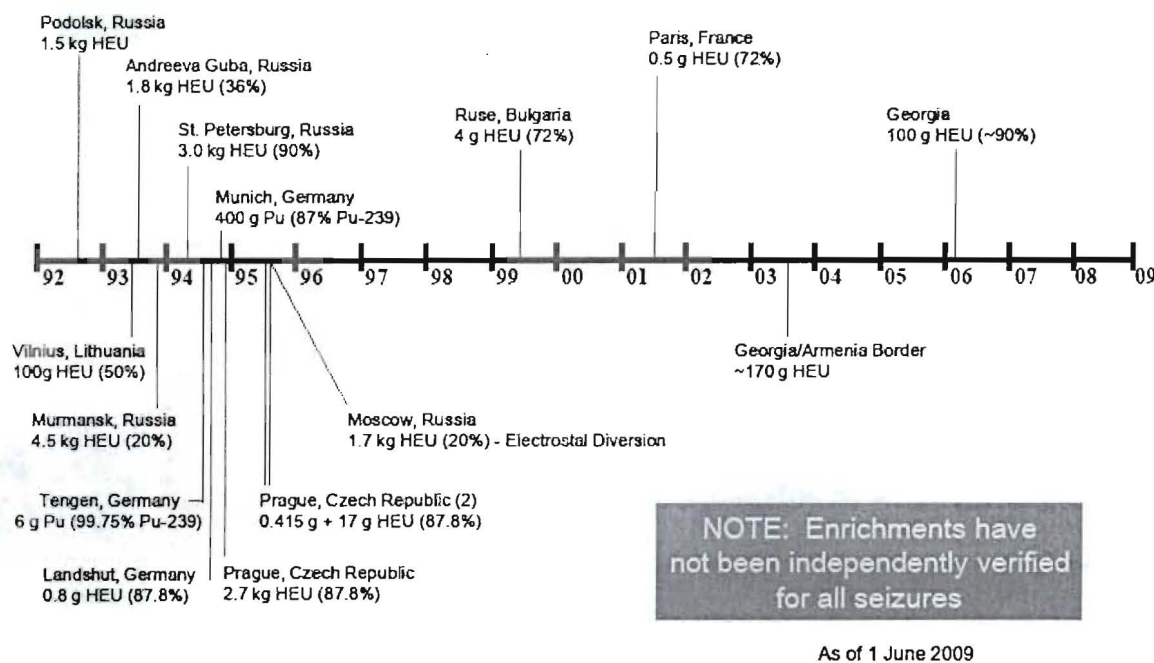 Podolsk, Russia
1.5 kg HEU
Andreeva Guba, Russia
1.8 kg HEU (36%)
St. Petersburg, Russia
3.0 kg HEU (90%)
Munich, Germany
400 g Pu (87% Pu-239)
Ruse, Bulgaria
4 g HEU (72%)
Paris, France
0.5 g HEU (72%)
Georgia
100 g HEU (~90%)
92 93 94 95 96 97 98 99 00 01 02 03 04 05 06 07 08 09
Vilnius, Lithuania
100g HEU (50%)
Murmansk, Russia
4.5 kg HEU (20%)
Tengen, Germany
6 g Pu (99.75% Pu-239)
Landshut, Germany
0.8 g HEU (87.8%)
Prague, Czech Republic
2.7 kg HEU (87.8%)
Prague, Czech Republic (2)
0.415 g + 17 g HEU (87.8%)
Moscow, Russia
1.7 kg HEU (20%) - Electrostal Diversion
Georgia/Armenia Border
~170 g HEU
NOTE: Enrichments have
not been independently verified
for all seizures
As of 1 June 2009